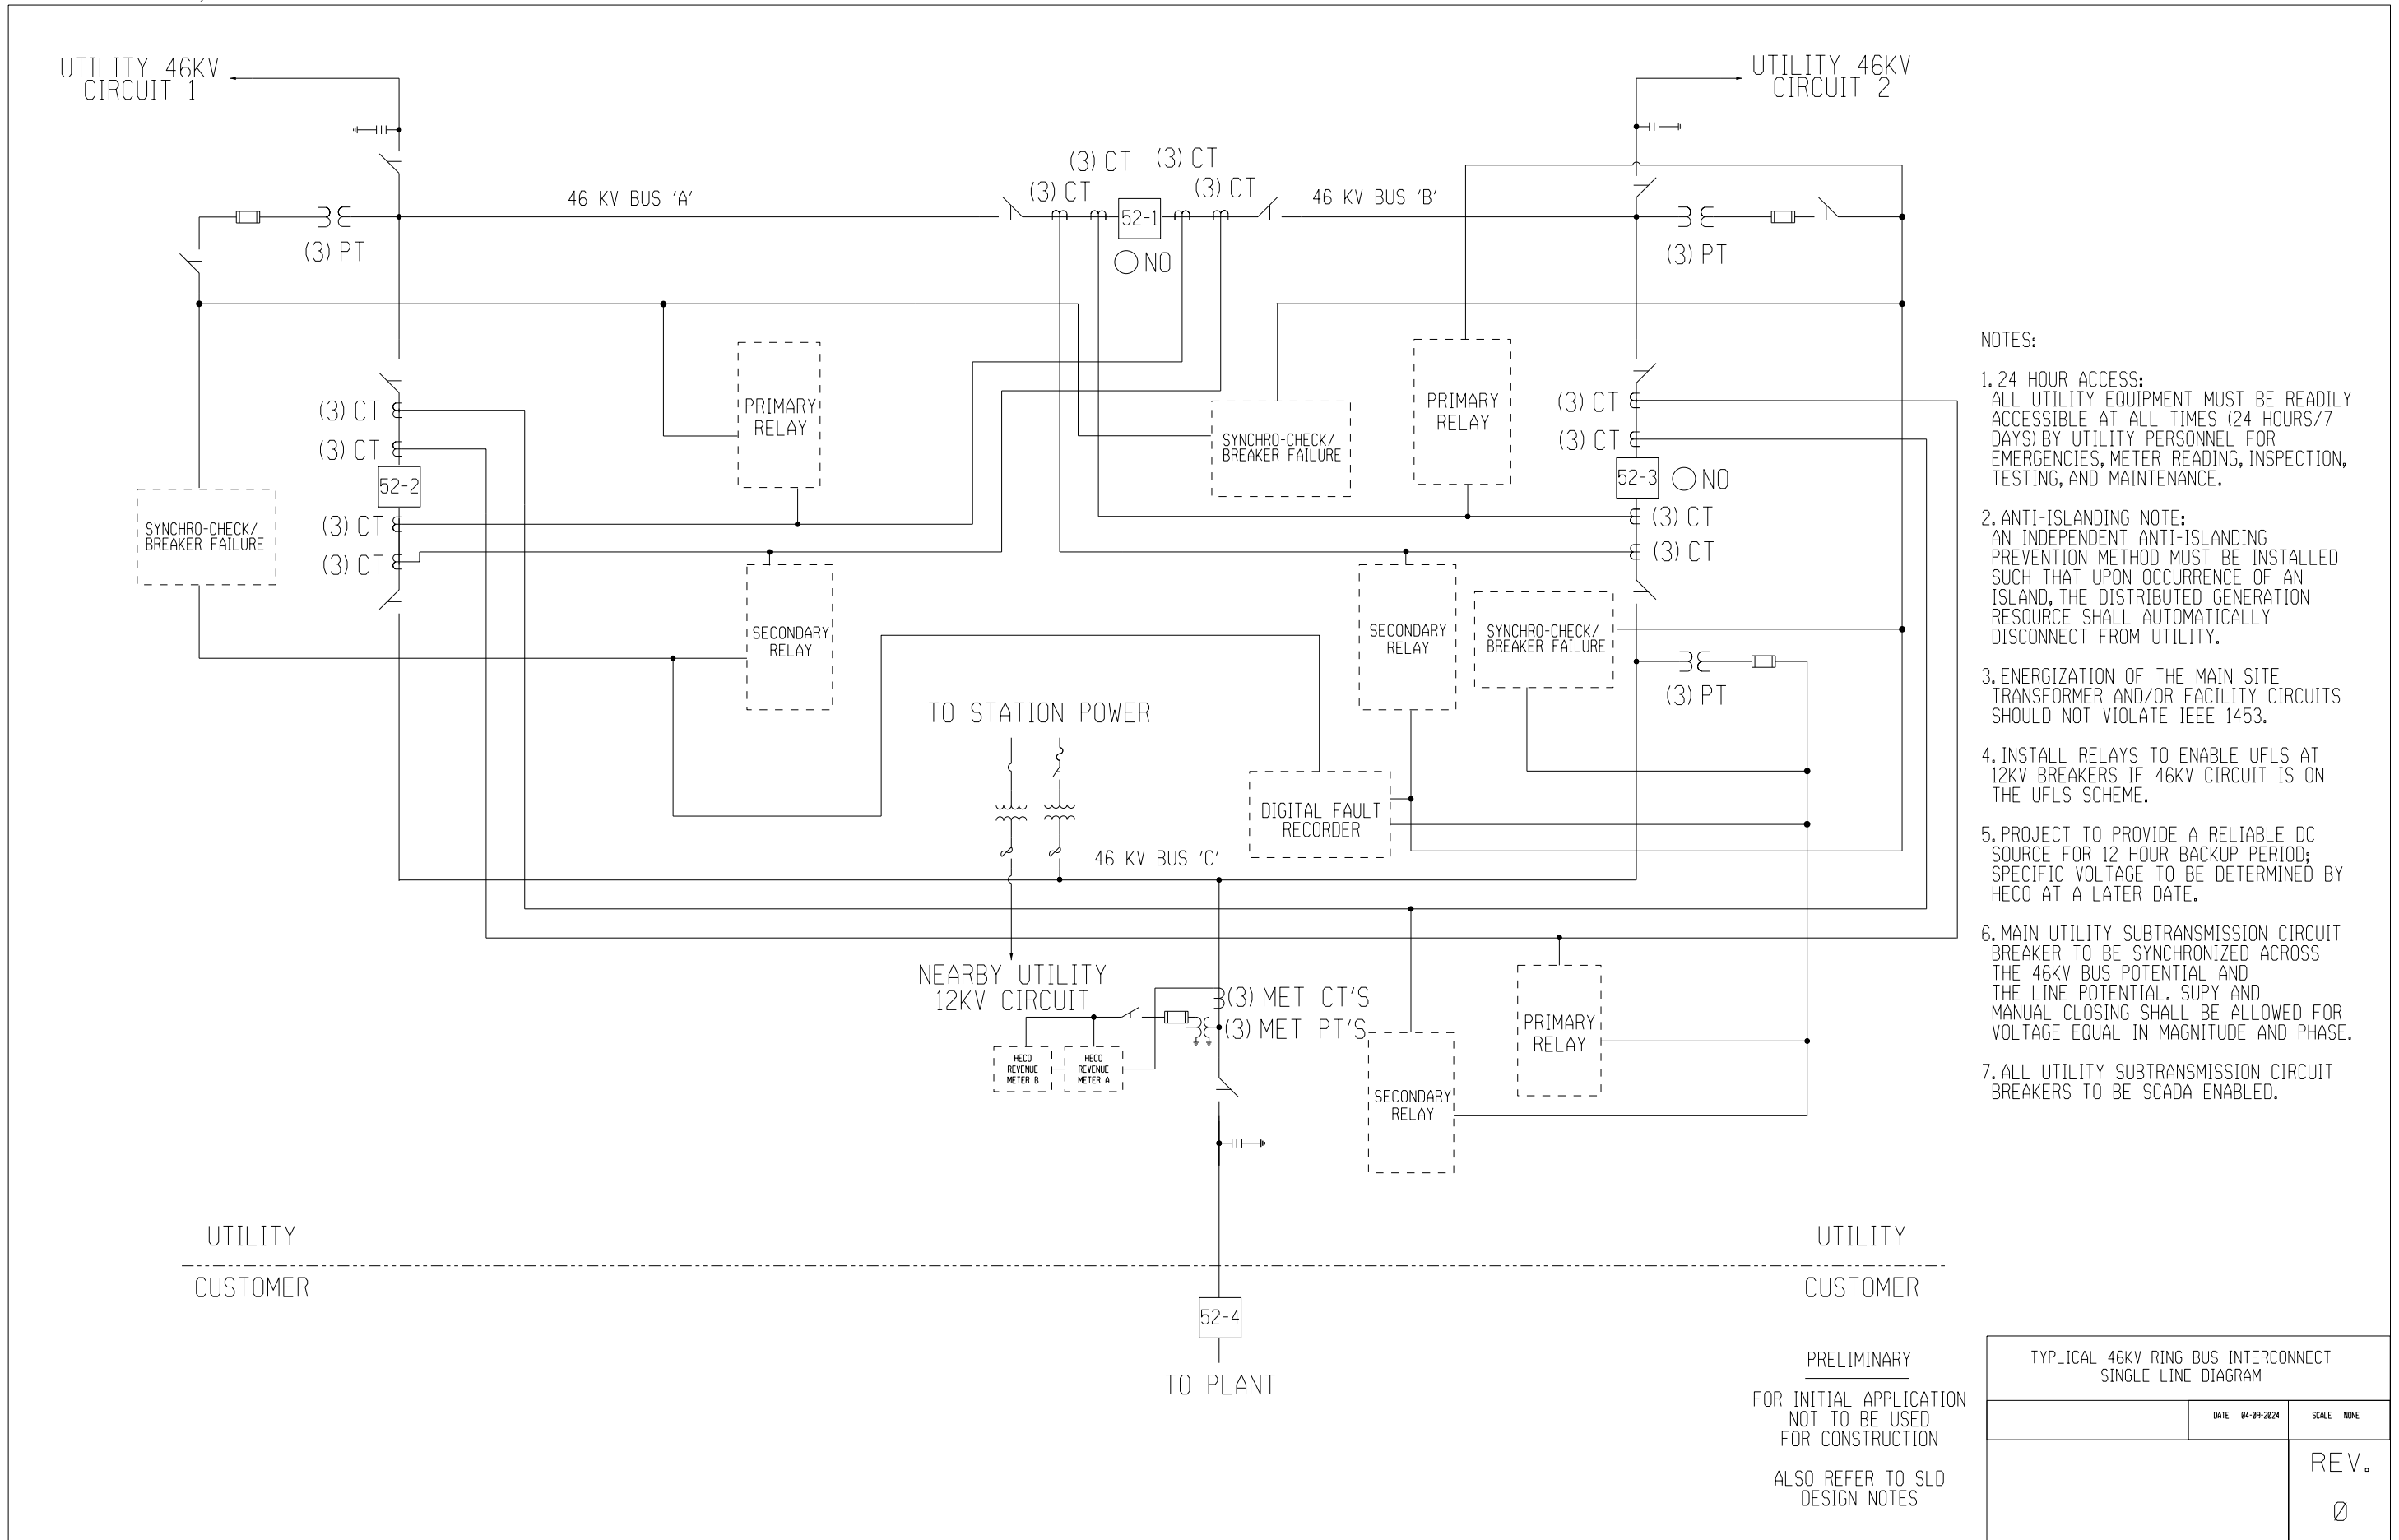 UTILITY 46KV
CIRCUIT 1
UTILITY 46KV
CIRCUIT 2
(3) CT
(3) CT
(3) CT
(3) CT
46 KV BUS 'A'
52-1
46 KV BUS 'B'
(3) PT
NO
(3) PT
NOTES:
1. 24 HOUR ACCESS:
ALL UTILITY EQUIPMENT MUST BE READILY
ACCESSIBLE AT ALL TIMES (24 HOURS/7
DAYS) BY UTILITY PERSONNEL FOR
EMERGENCIES, METER READING, INSPECTION,
TESTING, AND MAINTENANCE.
2. ANTI-ISLANDING NOTE:
AN INDEPENDENT ANTI-ISLANDING
PREVENTION METHOD MUST BE INSTALLED
SUCH THAT UPON OCCURRENCE OF AN
ISLAND, THE DISTRIBUTED GENERATION
RESOURCE SHALL AUTOMATICALLY
DISCONNECT FROM UTILITY.
3. ENERGIZATION OF THE MAIN SITE
TRANSFORMER AND/OR FACILITY CIRCUITS
SHOULD NOT VIOLATE IEEE 1453.
4. INSTALL RELAYS TO ENABLE UFLS AT
12KV BREAKERS IF 46KV CIRCUIT IS ON
THE UFLS SCHEME.
5. PROJECT TO PROVIDE A RELIABLE DC
SOURCE FOR 12 HOUR BACKUP PERIOD;
SPECIFIC VOLTAGE TO BE DETERMINED BY
HECO AT A LATER DATE.
6. MAIN UTILITY SUBTRANSMISSION CIRCUIT
BREAKER TO BE SYNCHRONIZED ACROSS
THE 46KV BUS POTENTIAL AND
THE LINE POTENTIAL. SUPY AND
MANUAL CLOSING SHALL BE ALLOWED FOR
VOLTAGE EQUAL IN MAGNITUDE AND PHASE.
7. ALL UTILITY SUBTRANSMISSION CIRCUIT
BREAKERS TO BE SCADA ENABLED.
(3) CT
(3) CT
52-2
(3) CT
(3) CT
SYNCHRO-CHECK/
BREAKER FAILURE
PRIMARY
RELAY
SECONDARY
RELAY
SYNCHRO-CHECK/
BREAKER FAILURE
PRIMARY
RELAY
(3) CT
(3) CT
52-3
NO
(3) CT
(3) CT
SECONDARY
RELAY
SYNCHRO-CHECK/
BREAKER FAILURE
(3) PT
TO STATION POWER
DIGITAL FAULT
RECORDER
46 KV BUS 'C'
NEARBY UTILITY
12KV CIRCUIT
(3) MET CT'S
(3) MET PT'S
HECO
REVENUE
METER B
HECO
REVENUE
METER A
PRIMARY
RELAY
SECONDARY
RELAY
UTILITY
UTILITY
CUSTOMER
CUSTOMER
52-4
TO PLANT
PRELIMINARY
FOR INITIAL APPLICATION
NOT TO BE USED
FOR CONSTRUCTION
ALSO REFER TO SLD
DESIGN NOTES
TYPLICAL 46KV RING BUS INTERCONNECT
SINGLE LINE DIAGRAM
DATE 04-09-2024
SCALE NONE
REV.
0